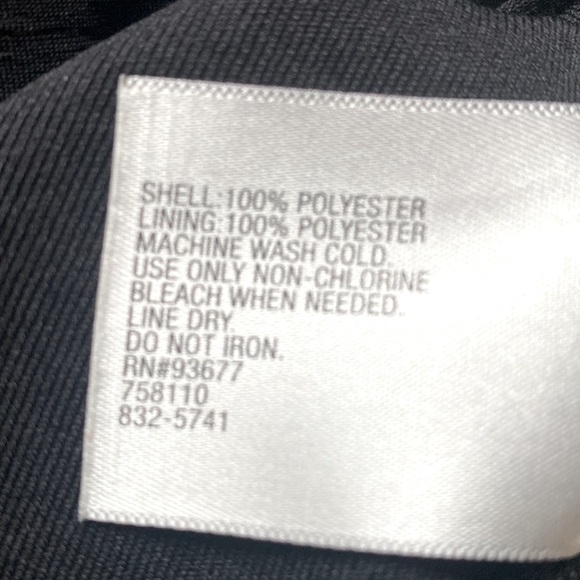 SHELL:100% POLYESTER
LINING:100% POLYESTER
MACHINE WASH COLD.
USE ONLY NON-CHLORINE
BLEACH WHEN NEEDED.
LINE DRY.
DO NOT IRON.
RN#93677
758110
832-5741